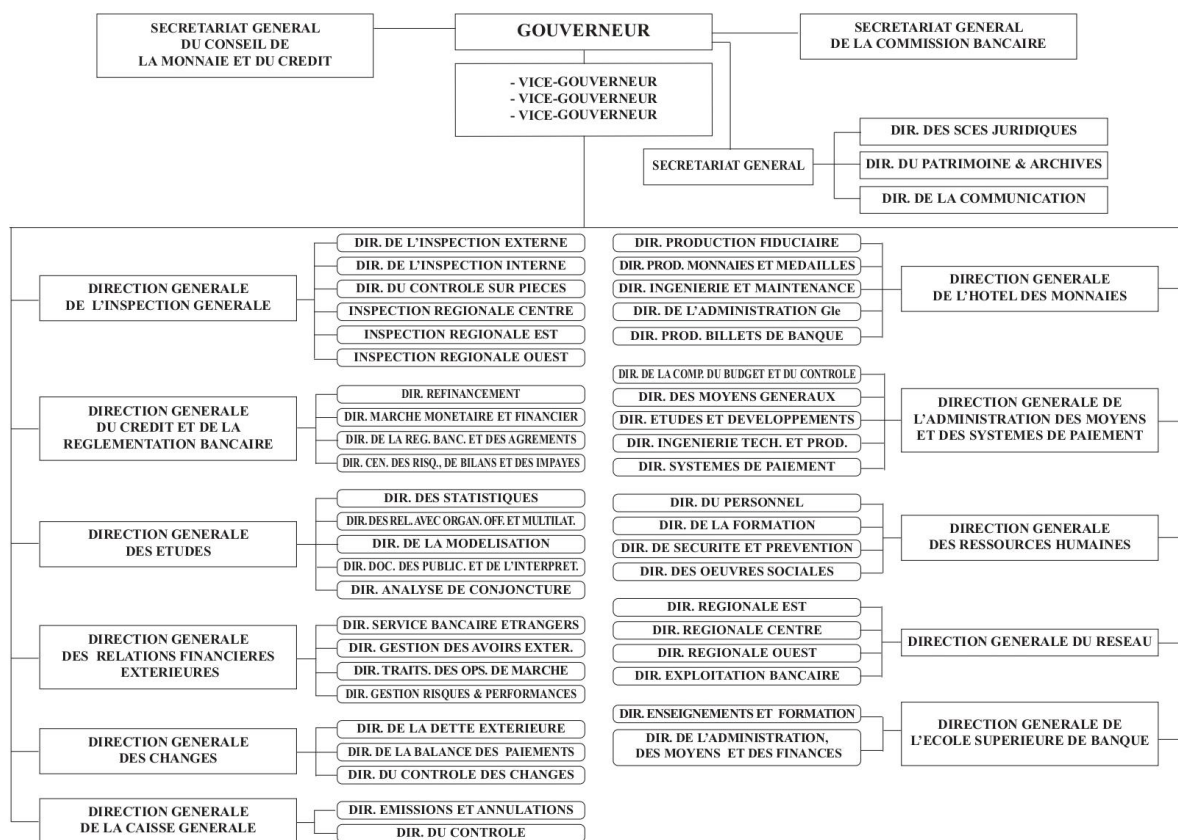 SECRETARIAT GENERAL
DU CONSEIL DE
LA MONNAIE ET DU CREDIT
GOUVERNEUR
SECRETARIAT GENERAL
DE LA COMMISSION BANCAIRE
- VICE-GOUVERNEUR
- VICE-GOUVERNEUR
- VICE-GOUVERNEUR
SECRETARIAT GENERAL
DIR. DES SCES JURIDIQUES
DIR. DU PATRIMOINE & ARCHIVES
DIR. DE LA COMMUNICATION
DIRECTION GENERALE
DE L'INSPECTION GENERALE
DIR. DE L'INSPECTION EXTERNE
DIR. DE L'INSPECTION INTERNE
DIR. DU CONTROLE SUR PIECES
INSPECTION REGIONALE CENTRE
INSPECTION REGIONALE EST
INSPECTION REGIONALE OUEST
DIRECTION GENERALE
DU CREDIT ET DE LA
REGLEMENTATION BANCAIRE
DIR. REFINANCEMENT
DIR. MARCHE MONETAIRE ET FINANCIER
DIR. DE LA REG. BANC. ET DES AGREMENTS
DIR. CEN. DES RISQ., DE BILANS ET DES IMPAYES
DIRECTION GENERALE
DES ETUDES
DIR. DES STATISTIQUES
DIR. DES REL. AVEC ORGAN. OFF. ET MULTILAT.
DIR. DE LA MODELISATION
DIR. DOC. DES PUBLIC. ET DE L'INTERPRET.
DIR. ANALYSE DE CONJONCTURE
DIRECTION GENERALE
DES RELATIONS FINANCIERES
EXTERIEURES
DIR. SERVICE BANCAIRE ETRANGERS
DIR. GESTION DES AVOIRS EXTER.
DIR. TRAITS. DES OPS. DE MARCHE
DIR. GESTION RISQUES & PERFORMANCES
DIRECTION GENERALE
DES CHANGES
DIR. DE LA DETTE EXTERIEURE
DIR. DE LA BALANCE DES PAIEMENTS
DIR. DU CONTROLE DES CHANGES
DIRECTION GENERALE
DE LA CAISSE GENERALE
DIR. EMISSIONS ET ANNULATIONS
DIR. DU CONTROLE
DIR. PRODUCTION FIDUCIAIRE
DIR. PROD. MONNAIES ET MEDAILLES
DIR. INGENIERIE ET MAINTENANCE
DIR. DE L'ADMINISTRATION Gle
DIR. PROD. BILLETS DE BANQUE
DIRECTION GENERALE
DE L'HOTEL DES MONNAIES
DIR. DE LA COMP. DU BUDGET ET DU CONTROLE
DIR. DES MOYENS GENERAUX
DIR. ETUDES ET DEVELOPPEMENTS
DIR. INGENIERIE TECH. ET PROD.
DIR. SYSTEMES DE PAIEMENT
DIRECTION GENERALE DE
L'ADMINISTRATION DES MOYENS
ET DES SYSTEMES DE PAIEMENT
DIR. DU PERSONNEL
DIR. DE LA FORMATION
DIR. DE SECURITE ET PREVENTION
DIR. DES OEUVRES SOCIALES
DIRECTION GENERALE
DES RESSOURCES HUMAINES
DIR. REGIONALE EST
DIR. REGIONALE CENTRE
DIR. REGIONALE OUEST
DIR. EXPLOITATION BANCAIRE
DIRECTION GENERALE DU RESEAU
DIR. ENSEIGNEMENTS ET FORMATION
DIR. DE L'ADMINISTRATION,
DES MOYENS ET DES FINANCES
DIRECTION GENERALE DE
L'ECOLE SUPERIEURE DE BANQUE